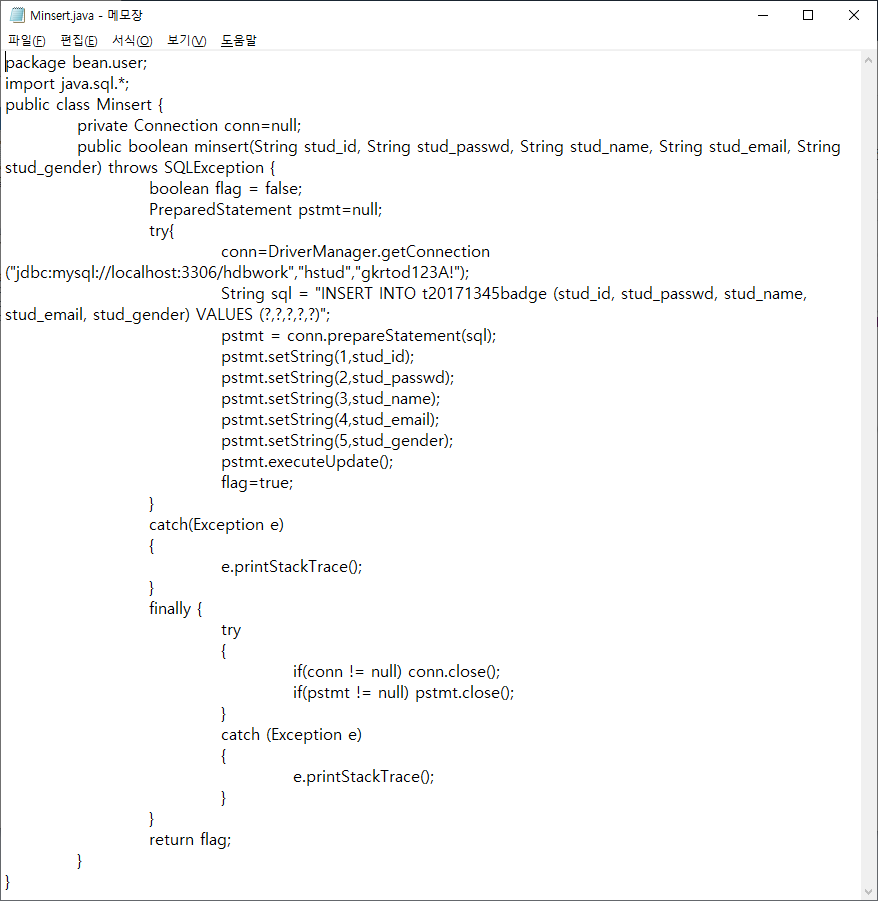 Minsert.java - 메모장
파일(F) 편집(E) 서식(O) 보기(V) 도움말
package bean.user;
import java.sql.*;
public class Minsert {
private Connection conn=null;
public boolean minsert(String stud_id, String stud_passwd, String stud_name, String stud_email, String
stud_gender) throws SQLException {
boolean flag = false;
PreparedStatement pstmt=null;
try{
conn=DriverManager.getConnection
("jdbc:mysql://localhost:3306/hdbwork","hstud","gkrtod123A!");
String sql = "INSERT INTO t20171345badge (stud_id, stud_passwd, stud_name,
stud_email, stud_gender) VALUES (?,?,?,?,?)";
pstmt = conn.prepareStatement(sql);
pstmt.setString(1,stud_id);
pstmt.setString(2,stud_passwd);
pstmt.setString(3,stud_name);
pstmt.setString(4,stud_email);
pstmt.setString(5,stud_gender);
pstmt.executeUpdate();
flag=true;
}
catch(Exception e)
{
e.printStackTrace();
}
finally {
try
{
if(conn != null) conn.close();
if(pstmt != null) pstmt.close();
}
catch (Exception e)
{
e.printStackTrace();
}
}
return flag;
}
}